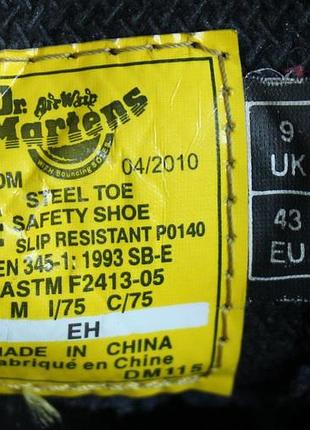 Dr. AirWair
Martens
WITH Bouncing SOLES
04/2010
STEEL TOE
SAFETY SHOE
SLIP RESISTANT P0140
EN 345-1: 1993 SB-E
ASTM F2413-05
M I/75 C/75
EH
MADE IN CHINA
Fabriqué en Chine
DM115
9
UK
43
EU